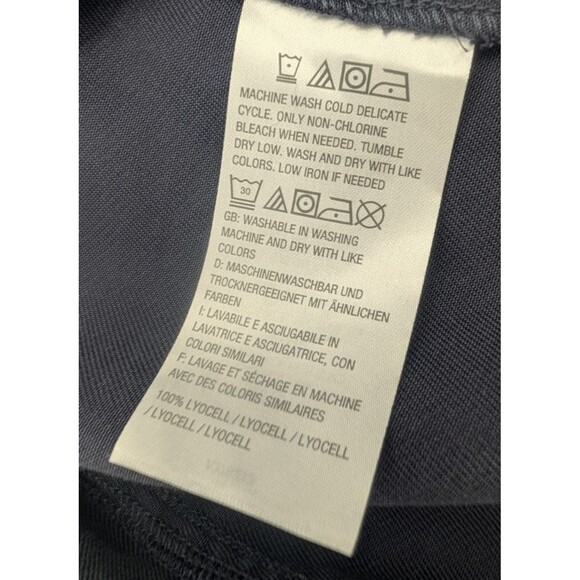 MACHINE WASH COLD DELICATE
CYCLE. ONLY NON-CHLORINE
BLEACH WHEN NEEDED. TUMBLE
DRY LOW. WASH AND DRY WITH LIKE
COLORS. LOW IRON IF NEEDED
30
GB: WASHABLE IN WASHING
MACHINE AND DRY WITH LIKE
COLORS
D: MASCHINENWASCHBAR UND
TROCKNERGEEIGNET MIT ÄHNLICHEN
FARBEN
I: LAVABILE E ASCIUGABILE IN
LAVATRICE E ASCIUGATRICE, CON
COLORI SIMILARI
F: LAVAGE ET SÉCHAGE EN MACHINE
AVEC DES COLORIS SIMILAIRES
100% LYOCELL / LYOCELL / LYOCELL
/ LYOCELL / LYOCELL / LYOCELL
/ LYOCELL / LYOCELL